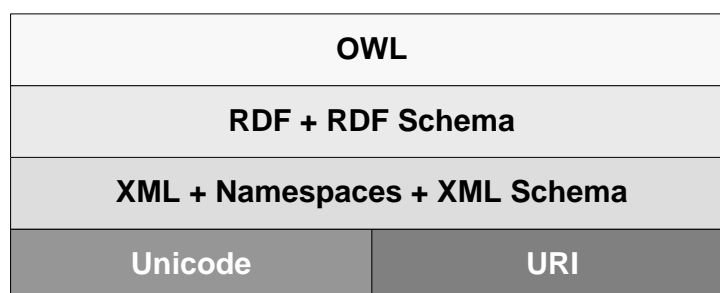 OWL
RDF + RDF Schema
XML + Namespaces + XML Schema
Unicode URI